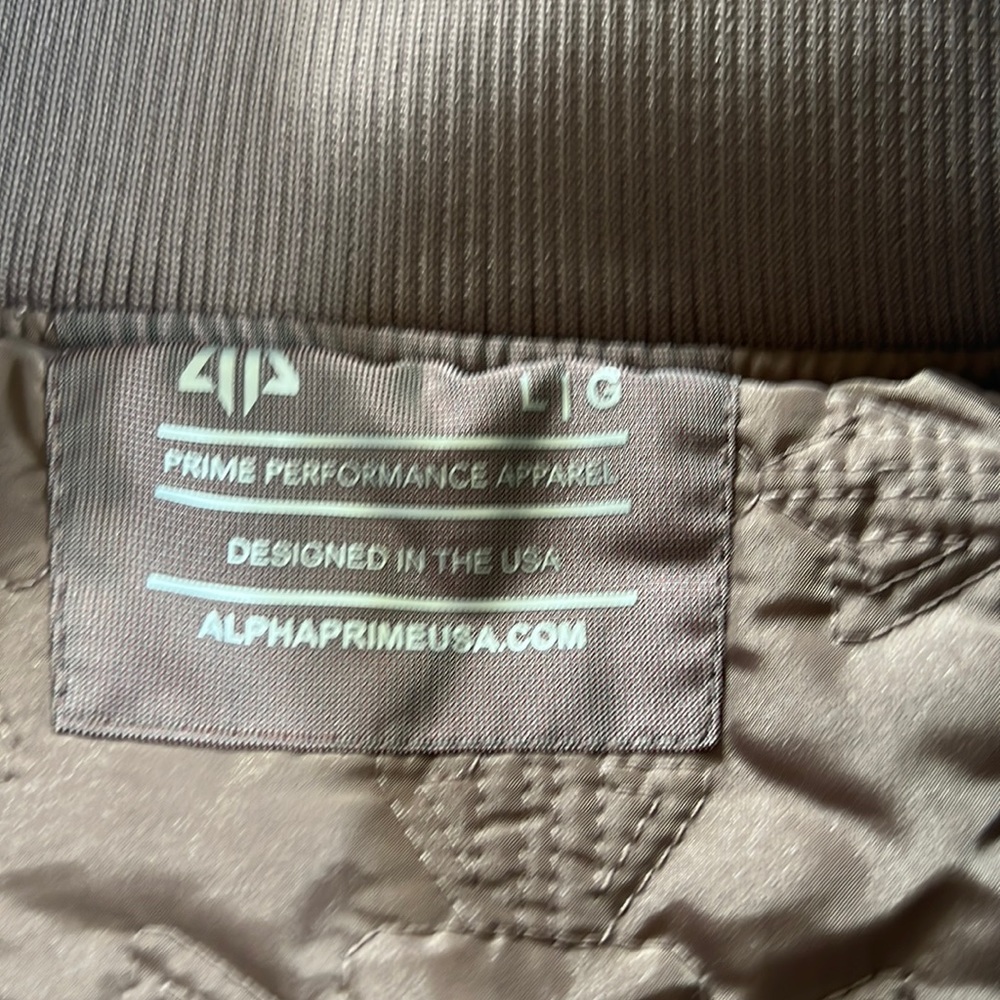 L|G
PRIME PERFORMANCE APPAREL
DESIGNED IN THE USA
ALPHAPRIMEUSA.COM